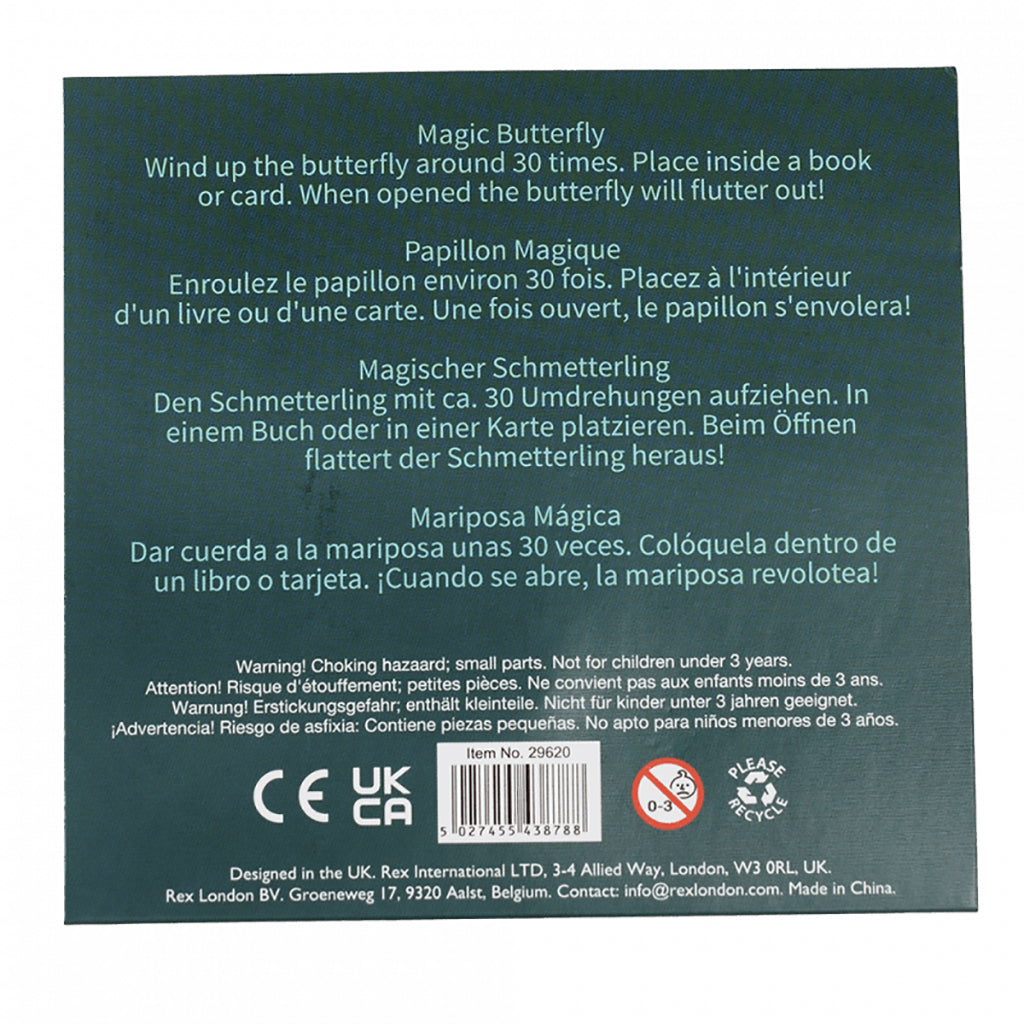 Magic Butterfly
Wind up the butterfly around 30 times. Place inside a book
or card. When opened the butterfly will flutter out!
Papillon Magique
Enroulez le papillon environ 30 fois. Placez à l'intérieur
d'un livre ou d'une carte. Une fois ouvert, le papillon s'envolera!
Magischer Schmetterling
Den Schmetterling mit ca. 30 Umdrehungen aufziehen. In
einem Buch oder in einer Karte platzieren. Beim Öffnen
flattert der Schmetterling heraus!
Mariposa Mágica
Dar cuerda a la mariposa unas 30 veces. Colóquela dentro de
un libro o tarjeta. ¡Cuando se abre, la mariposa revolotea!
Warning! Choking hazaard; small parts. Not for children under 3 years.
Attention! Risque d'étouffement; petites pièces. Ne convient pas aux enfants moins de 3 ans.
Warnung! Erstickungsgefahr; enthält kleinteile. Nicht für kinder unter 3 jahren geeignet.
¡Advertencia! Riesgo de asfixia: Contiene piezas pequeñas. No apto para niños menores de 3 años.
CE
UK
CA
Item No. 29620
5 027455 438788
0-3
PLEASE
RECYCLE
Designed in the UK. Rex International LTD, 3-4 Allied Way, London, W3 0RL, UK.
Rex London BV. Groeneweg 17, 9320 Aalst, Belgium. Contact: info@rexlondon.com. Made in China.